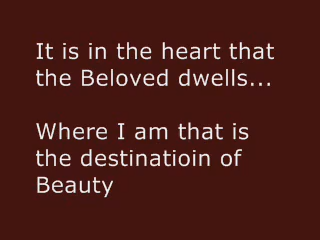 It is in the heart that
the Beloved dwells...
Where I am that is
the destinatioin of
Beauty